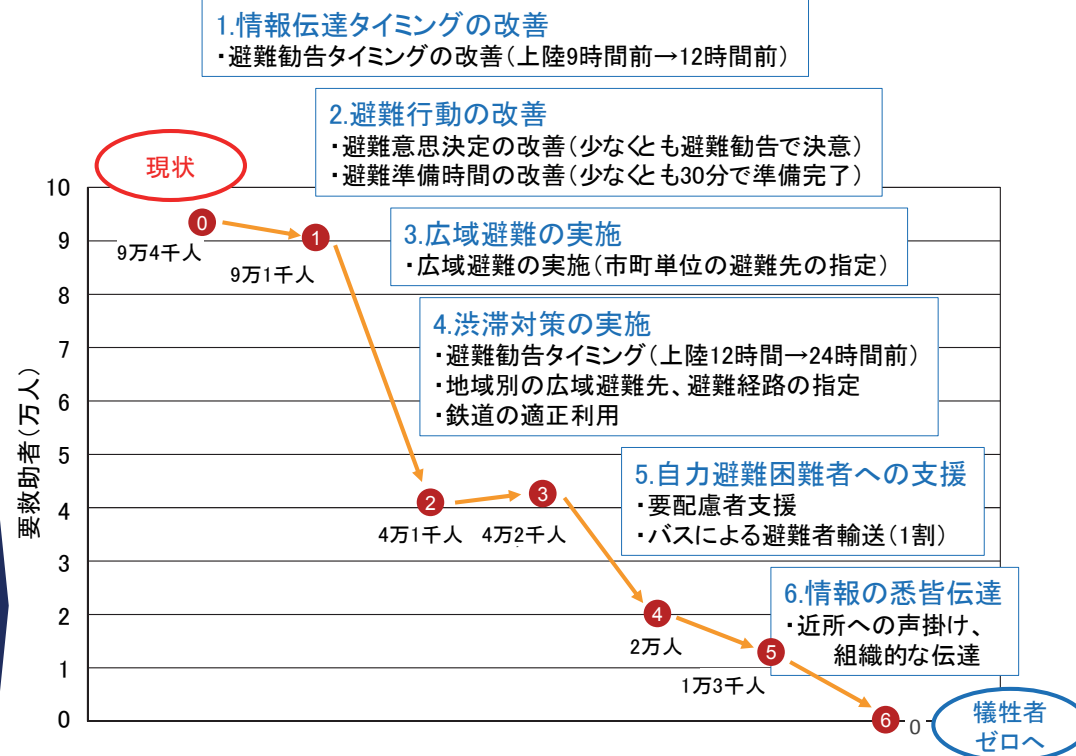 1.情報伝達タイミングの改善
・避難勧告タイミングの改善(上陸9時間前→12時間前)
2.避難行動の改善
・避難意思決定の改善(少なくとも避難勧告で決意)
・避難準備時間の改善(少なくとも30分で準備完了)
現状
3.広域避難の実施
・広域避難の実施(市町単位の避難先の指定)
4.渋滞対策の実施
・避難勧告タイミング(上陸12時間→24時間前)
・地域別の広域避難先、避難経路の指定
・鉄道の適正利用
5.自力避難困難者への支援
・要配慮者支援
・バスによる避難者輸送(1割)
6.情報の悉皆伝達
・近所への声掛け、
組織的な伝達
要救助者(万人)
10
9
8
7
6
5
4
3
2
1
0
0
9万4千人
1
9万1千人
2
4万1千人
3
4万2千人
4
2万人
5
1万3千人
6
0
犠牲者
ゼロへ